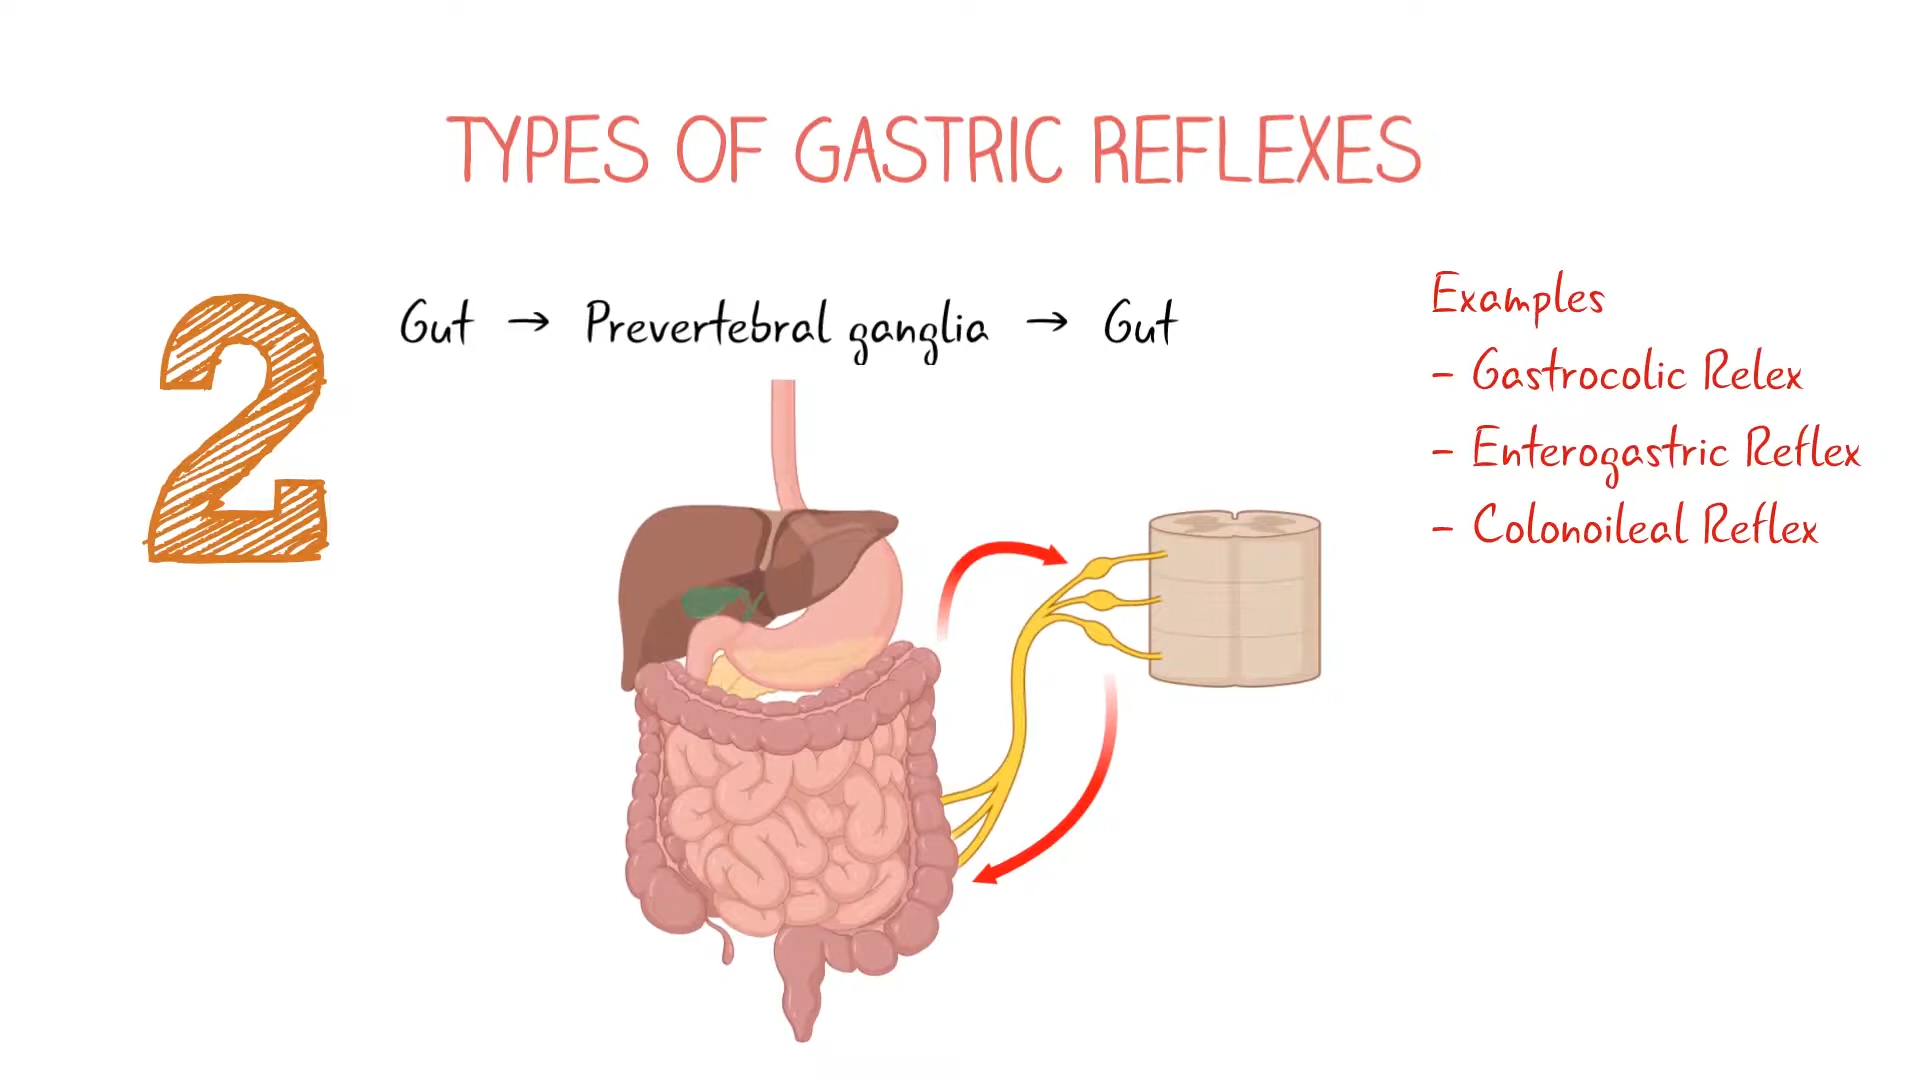 TYPES OF GASTRIC REFLEXES
2
Gut → Prevertebral ganglia → Gut
Examples
- Gastrocolic Relex
- Enterogastric Reflex
- Colonoileal Reflex